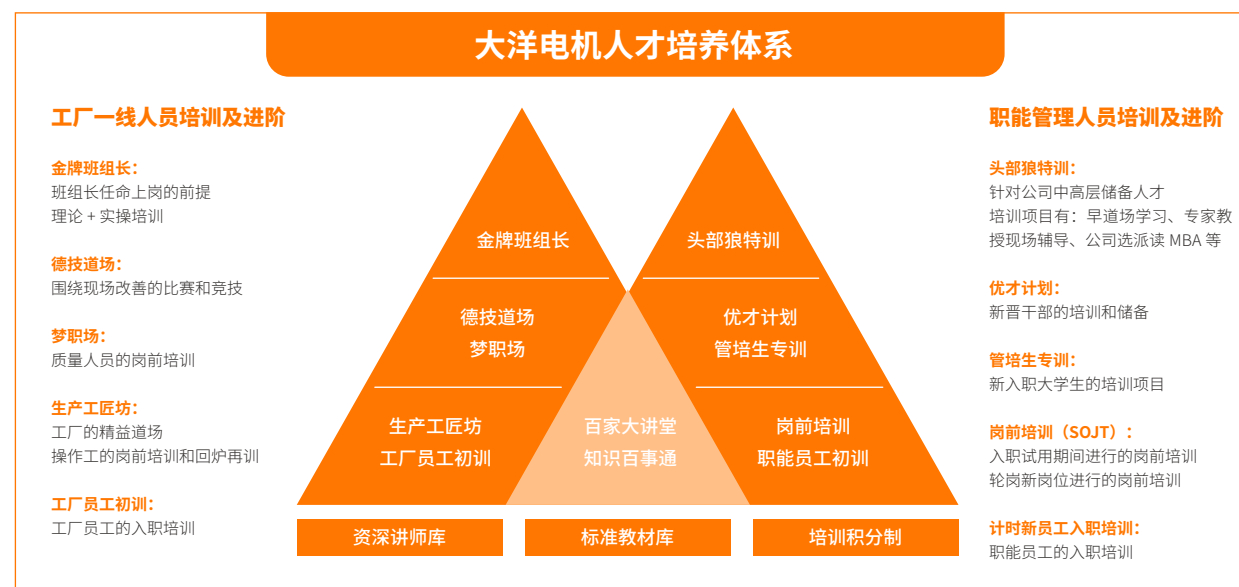 大洋电机人才培养体系
工厂一线人员培训及进阶
金牌班组长：
班组长任命上岗的前提
理论 + 实操培训
德技道场：
围绕现场改善的比赛和竞技
梦职场：
质量人员的岗前培训
生产工匠坊：
工厂的精益道场
操作工的岗前培训和回炉再训
工厂员工初训：
工厂员工的入职培训
金牌班组长
德技道场
梦职场
生产工匠坊
工厂员工初训
百家大讲堂
知识百事通
头部狼特训
优才计划
管培生专训
岗前培训
职能员工初训
资深讲师库
标准教材库
培训积分制
职能管理人员培训及进阶
头部狼特训：
针对公司中高层储备人才
培训项目有：早道场学习、专家教
授现场辅导、公司选派读 MBA 等
优才计划：
新晋干部的培训和储备
管培生专训：
新入职大学生的培训项目
岗前培训（SOJT）：
入职试用期间进行的岗前培训
轮岗新岗位进行的岗前培训
计时新员工入职培训：
职能员工的入职培训